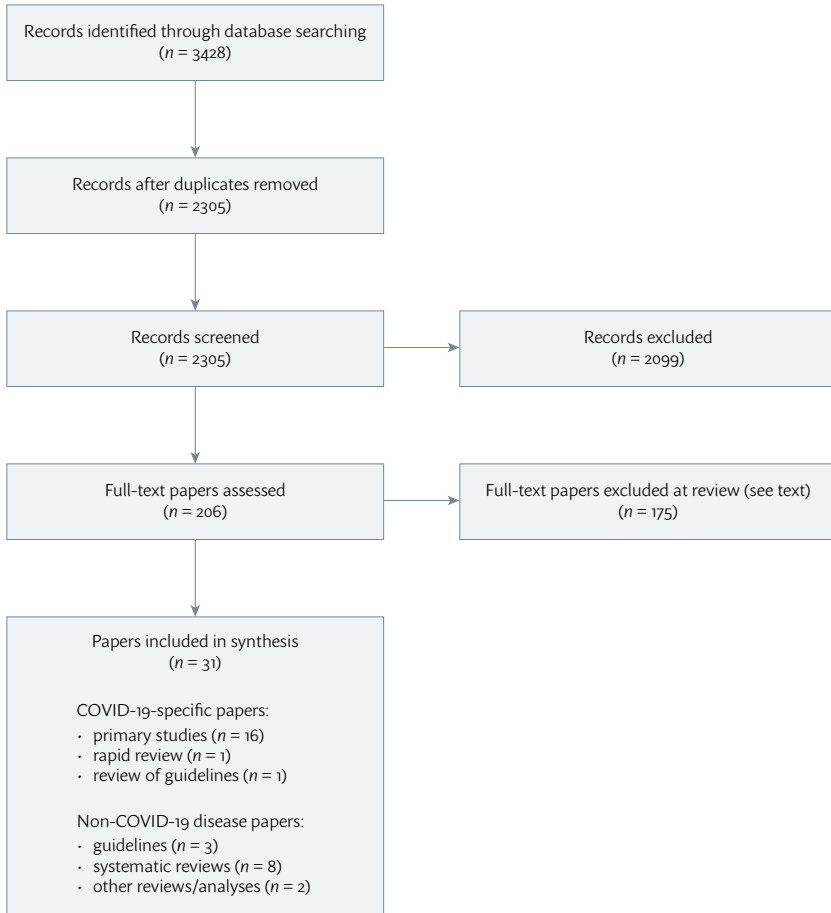 Records identified through database searching
(n = 3428)
Records after duplicates removed
(n = 2305)
Records screened
(n = 2305)
Records excluded
(n = 2099)
Full-text papers assessed
(n = 206)
Full-text papers excluded at review (see text)
(n = 175)
Papers included in synthesis
(n = 31)
COVID-19-specific papers:
· primary studies (n = 16)
· rapid review (n = 1)
· review of guidelines (n = 1)
Non-COVID-19 disease papers:
· guidelines (n = 3)
· systematic reviews (n = 8)
· other reviews/analyses (n = 2)